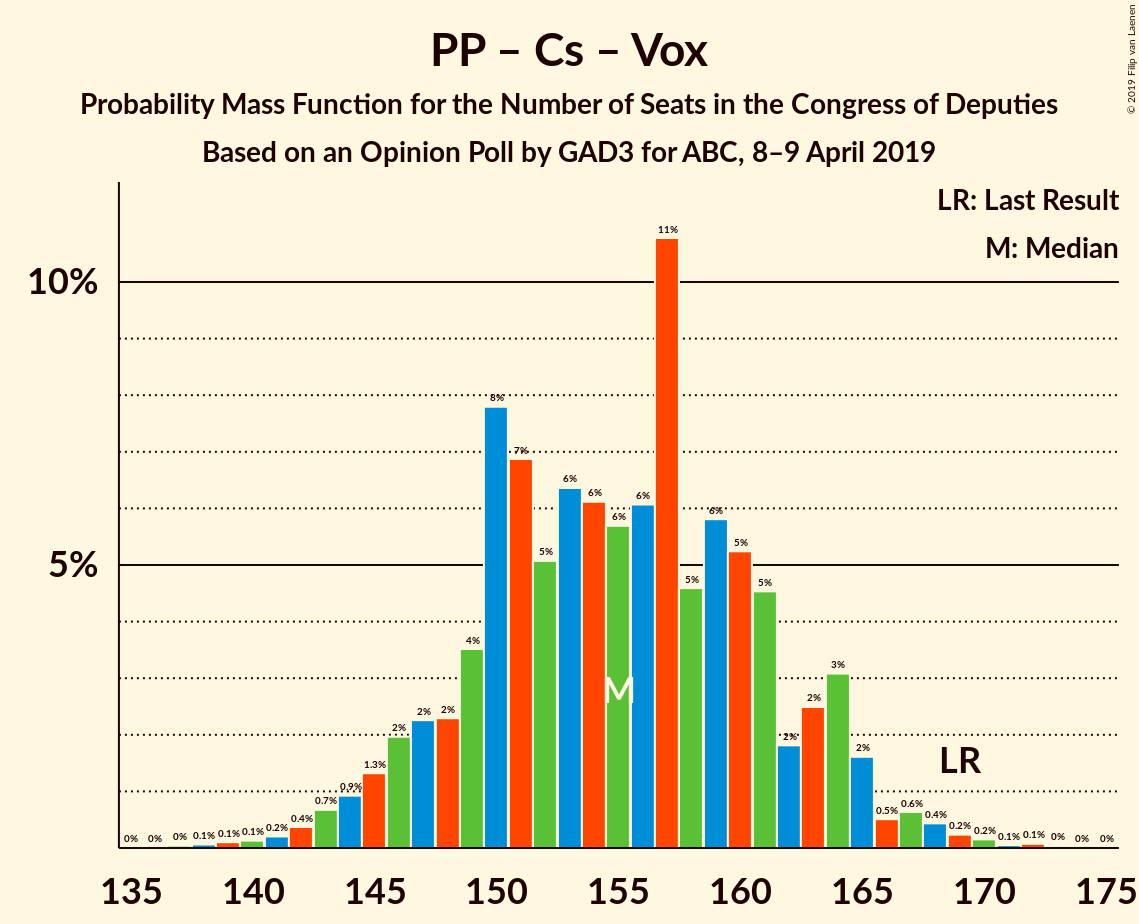 PP – Cs – Vox
Probability Mass Function for the Number of Seats in the Congress of Deputies
Based on an Opinion Poll by GAD3 for ABC, 8–9 April 2019
© 2019 Filip van Laenen
LR: Last Result
M: Median
10%
5%
0% 0% 0% 0.1% 0.1% 0.1% 0.2% 0.4% 0.7% 0.9% 1.3% 2% 2% 2% 4% 8% 7% 5% 6% 6% 6% 6% 11% 5% 6% 5% 5% 2% 2% 3% 2% 0.5% 0.6% 0.4% 0.2% 0.2% 0.1% 0.1% 0% 0% 0%
M
LR
135 140 145 150 155 160 165 170 175